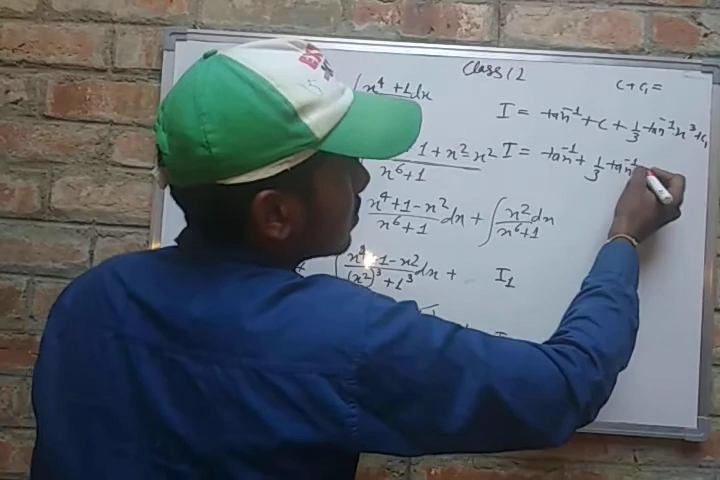 Class 12
C+C₁=
∫ x⁴+1 dx
I = tan⁻¹ + C + 1/3 tan⁻¹x³+C₁
1+x²-x² / x⁶+1
I = tan⁻¹ + 1/3 tan⁻¹
x⁴+1-x² / x⁶+1 dx + ∫ x² dx / x⁶+1
x⁴+1-x² / (x²)³+1³ dx + I₁